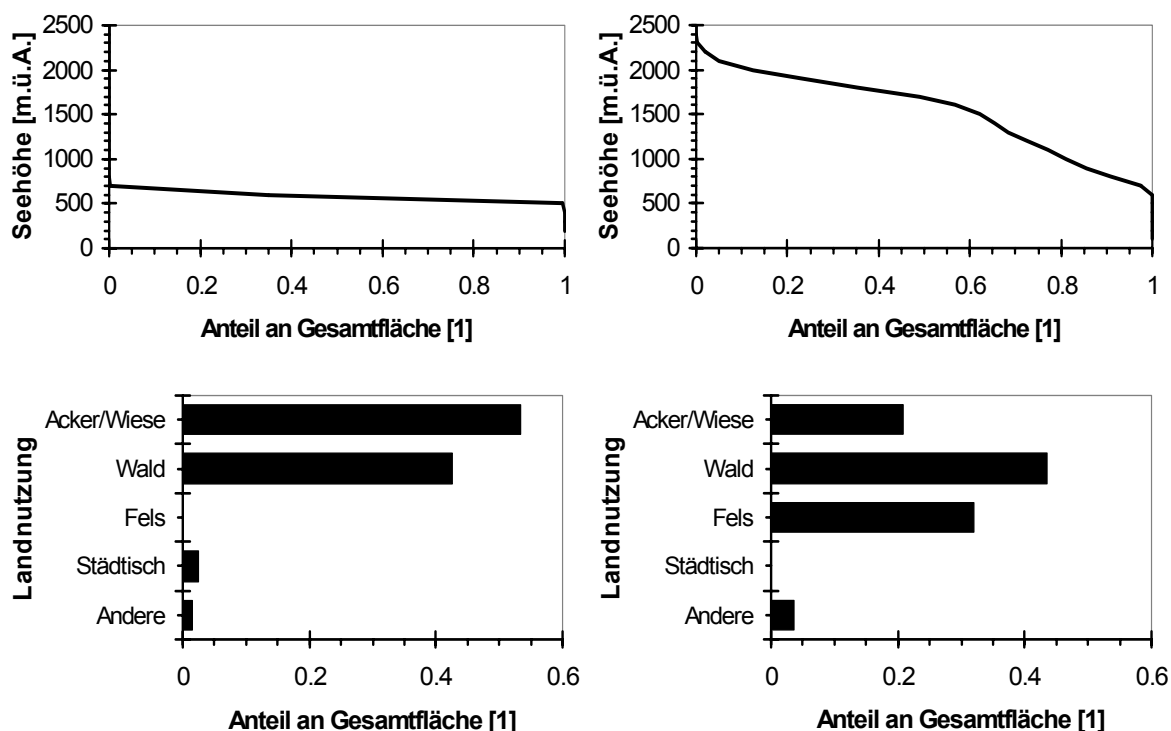 Seehöhe [m.ü.A.]
2500
2000
1500
1000
500
0
0 0.2 0.4 0.6 0.8 1
Anteil an Gesamtfläche [1]
Seehöhe [m.ü.A.]
2500
2000
1500
1000
500
0
0 0.2 0.4 0.6 0.8 1
Anteil an Gesamtfläche [1]
Landnutzung
Acker/Wiese
Wald
Fels
Städtisch
Andere
0 0.2 0.4 0.6
Anteil an Gesamtfläche [1]
Landnutzung
Acker/Wiese
Wald
Fels
Städtisch
Andere
0 0.2 0.4 0.6
Anteil an Gesamtfläche [1]